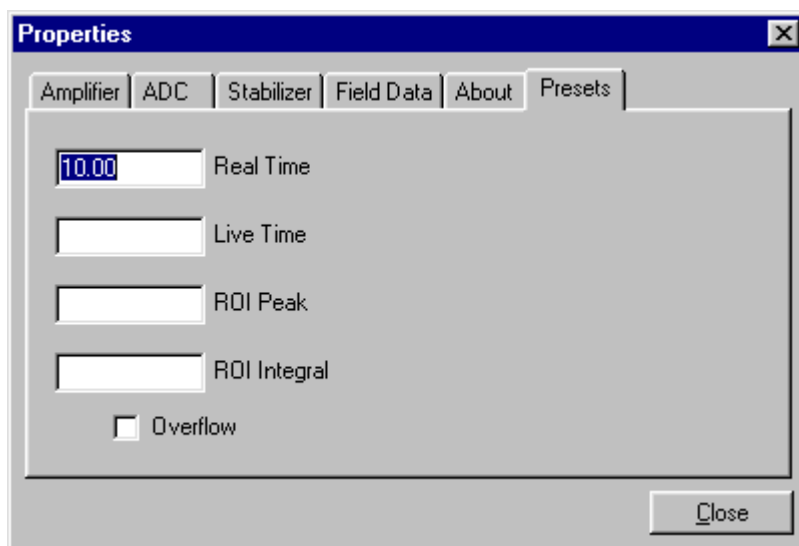 Properties
Amplifier ADC Stabilizer Field Data About Presets
10.00 Real Time
Live Time
ROI Peak
ROI Integral
Overflow
Close